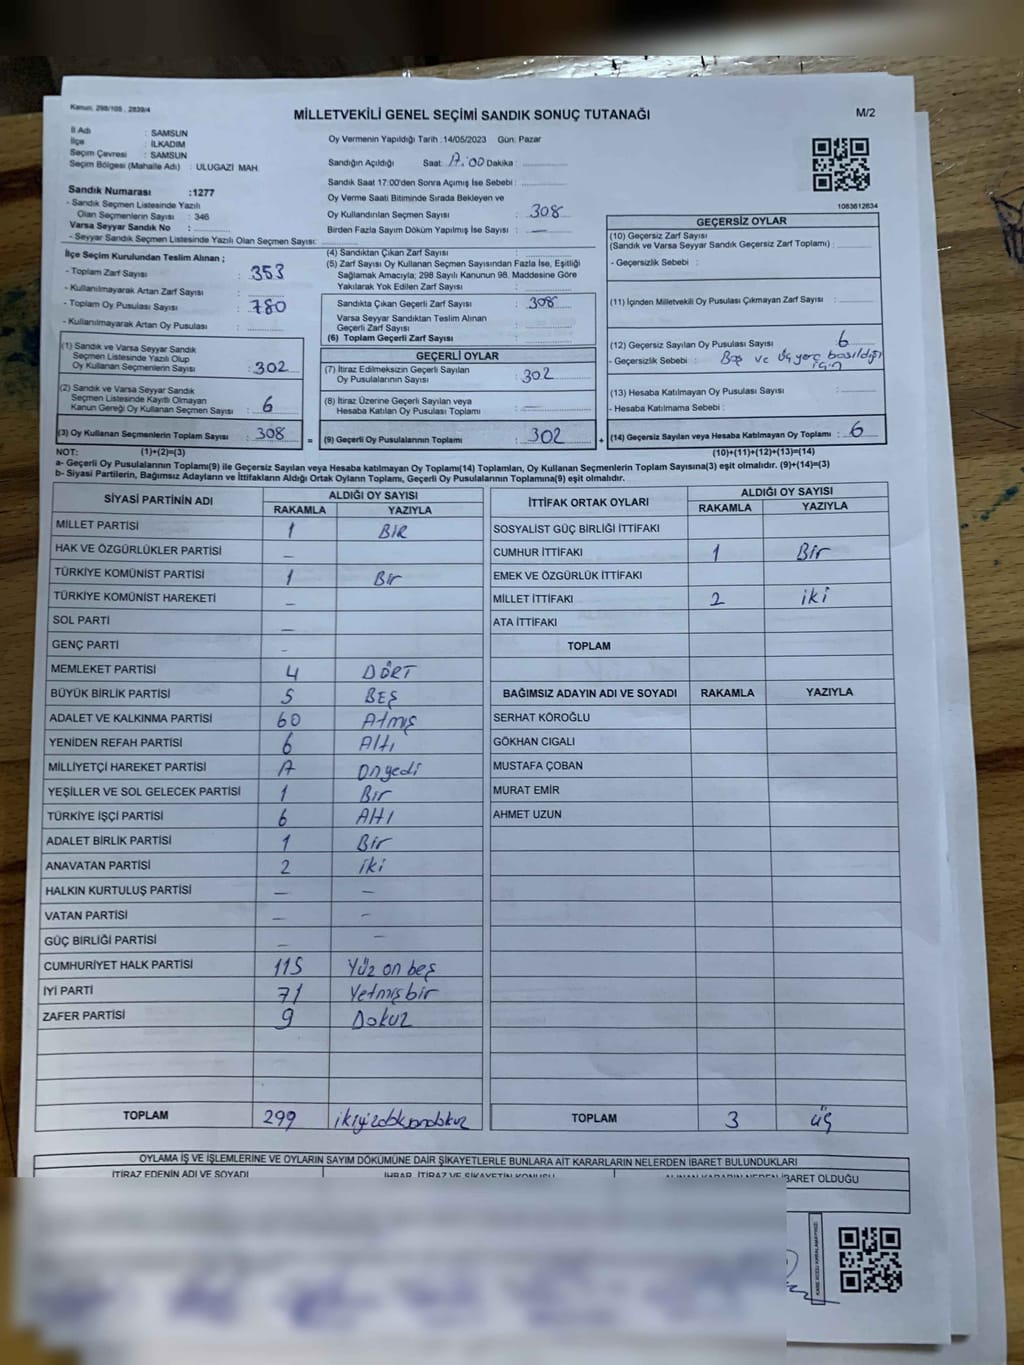 Kanun: 298/105 , 2839/4
MİLLETVEKİLİ GENEL SEÇİMİ SANDIK SONUÇ TUTANAĞI
M/2
İl Adı : SAMSUN
İlçe : İLKADIM
Seçim Çevresi : SAMSUN
Seçim Bölgesi (Mahalle Adı) : ULUGAZİ MAH
Sandık Numarası :1277
- Sandık Seçmen Listesinde Yazılı
Olan Seçmenlerin Sayısı : 346
Varsa Seyyar Sandık No :
- Seyyar Sandık Seçmen Listesinde Yazılı Olan Seçmen Sayısı:
Oy Vermenin Yapıldığı Tarih :14/05/2023 Gün: Pazar
Sandığın Açıldığı Saat: 17:00 Dakika :
Sandık Saat 17:00'den Sonra Açımış İse Sebebi :
Oy Verme Saati Bitiminde Sırada Bekleyen ve
Oy Kullandırılan Seçmen Sayısı : 308
Birden Fazla Sayım Döküm Yapılmış İse Sayısı : —
1083612634
İlçe Seçim Kurulundan Teslim Alınan ;
- Toplam Zarf Sayısı : 353
- Kullanılmayarak Artan Zarf Sayısı :
- Toplam Oy Pusulası Sayısı : 780
- Kullanılmayarak Artan Oy Pusulası :
(1) Sandık ve Varsa Seyyar Sandık
Seçmen Listesinde Yazılı Olup
Oy Kullanan Seçmenlerin Sayısı : 302
(2) Sandık ve Varsa Seyyar Sandık
Seçmen Listesinde Kayıtlı Olmayan
Kanun Gereği Oy Kullanan Seçmen Sayısı : 6
(3) Oy Kullanan Seçmenlerin Toplam Sayısı : 308 =
(4) Sandıktan Çıkan Zarf Sayısı :
(5) Zarf Sayısı Oy Kullanan Seçmen Sayısından Fazla İse, Eşitliği
Sağlamak Amacıyla; 298 Sayılı Kanunun 98. Maddesine Göre
Yakılarak Yok Edilen Zarf Sayısı :
Sandıkta Çıkan Geçerli Zarf Sayısı : 308
Varsa Seyyar Sandıktan Teslim Alınan
Geçerli Zarf Sayısı :
(6) Toplam Geçerli Zarf Sayısı :
GEÇERLİ OYLAR
(7) İtiraz Edilmeksizin Geçerli Sayılan
Oy Pusulalarının Sayısı : 302
(8) İtiraz Üzerine Geçerli Sayılan veya
Hesaba Katılan Oy Pusulası Toplamı : —
(9) Geçerli Oy Pusulalarının Toplamı : 302 +
GEÇERSİZ OYLAR
(10) Geçersiz Zarf Sayısı
(Sandık ve Varsa Seyyar Sandık Geçersiz Zarf Toplamı) :
- Geçersizlik Sebebi :
(11) İçinden Milletvekili Oy Pusulası Çıkmayan Zarf Sayısı :
(12) Geçersiz Sayılan Oy Pusulası Sayısı : 6
- Geçersizlik Sebebi : Boş ve üç yere basıldığı
için
(13) Hesaba Katılmayan Oy Pusulası Sayısı :
- Hesaba Katılmama Sebebi :
(14) Geçersiz Sayılan veya Hesaba Katılmayan Oy Toplamı : 6
NOT: (1)+(2)=(3) (10)+(11)+(12)+(13)=(14)
a- Geçerli Oy Pusulalarının Toplamı(9) ile Geçersiz Sayılan veya Hesaba katılmayan Oy Toplamı(14) Toplamları, Oy Kullanan Seçmenlerin Toplam Sayısına(3) eşit olmalıdır. (9)+(14)=(3)
b- Siyasi Partilerin, Bağımsız Adayların ve İttifakların Aldığı Ortak Oyların Toplamı, Geçerli Oy Pusulalarının Toplamına(9) eşit olmalıdır.
SİYASİ PARTİNİN ADI ALDIĞI OY SAYISI
RAKAMLA YAZIYLA
MİLLET PARTİSİ 1 BİR
HAK VE ÖZGÜRLÜKLER PARTİSİ —
TÜRKİYE KOMÜNİST PARTİSİ 1 Bir
TÜRKİYE KOMÜNİST HAREKETİ —
SOL PARTİ —
GENÇ PARTİ -
MEMLEKET PARTİSİ 4 DÖRT
BÜYÜK BİRLİK PARTİSİ 5 BEŞ
ADALET VE KALKINMA PARTİSİ 60 Atmış
YENİDEN REFAH PARTİSİ 6 Altı
MİLLİYETÇİ HAREKET PARTİSİ 17 Onyedi
YEŞİLLER VE SOL GELECEK PARTİSİ 1 Bir
TÜRKİYE İŞÇİ PARTİSİ 6 Altı
ADALET BİRLİK PARTİSİ 1 Bir
ANAVATAN PARTİSİ 2 iki
HALKIN KURTULUŞ PARTİSİ — —
VATAN PARTİSİ — -
GÜÇ BİRLİĞİ PARTİSİ — —
CUMHURİYET HALK PARTİSİ 115 Yüz on beş
İYİ PARTİ 71 Yetmişbir
ZAFER PARTİSİ 9 Dokuz
TOPLAM 299 ikiyüzdoksandokuz
İTTİFAK ORTAK OYLARI ALDIĞI OY SAYISI
RAKAMLA YAZIYLA
SOSYALİST GÜÇ BİRLİĞİ İTTİFAKI
CUMHUR İTTİFAKI 1 Bir
EMEK VE ÖZGÜRLÜK İTTİFAKI
MİLLET İTTİFAKI 2 iki
ATA İTTİFAKI
TOPLAM
BAĞIMSIZ ADAYIN ADI VE SOYADI RAKAMLA YAZIYLA
SERHAT KÖROĞLU
GÖKHAN CIGALI
MUSTAFA ÇOBAN
MURAT EMİR
AHMET UZUN
TOPLAM 3 üç
OYLAMA İŞ VE İŞLEMLERİNE VE OYLARIN SAYIM DÖKÜMÜNE DAİR ŞİKAYETLERLE BUNLARA AİT KARARLARIN NELERDEN İBARET BULUNDUKLARI
İTİRAZ EDENİN ADI VE SOYADI İHBAR, İTİRAZ VE ŞİKAYETİN KONUSU ALINAN KARARIN NEDEN İBARET OLDUĞU